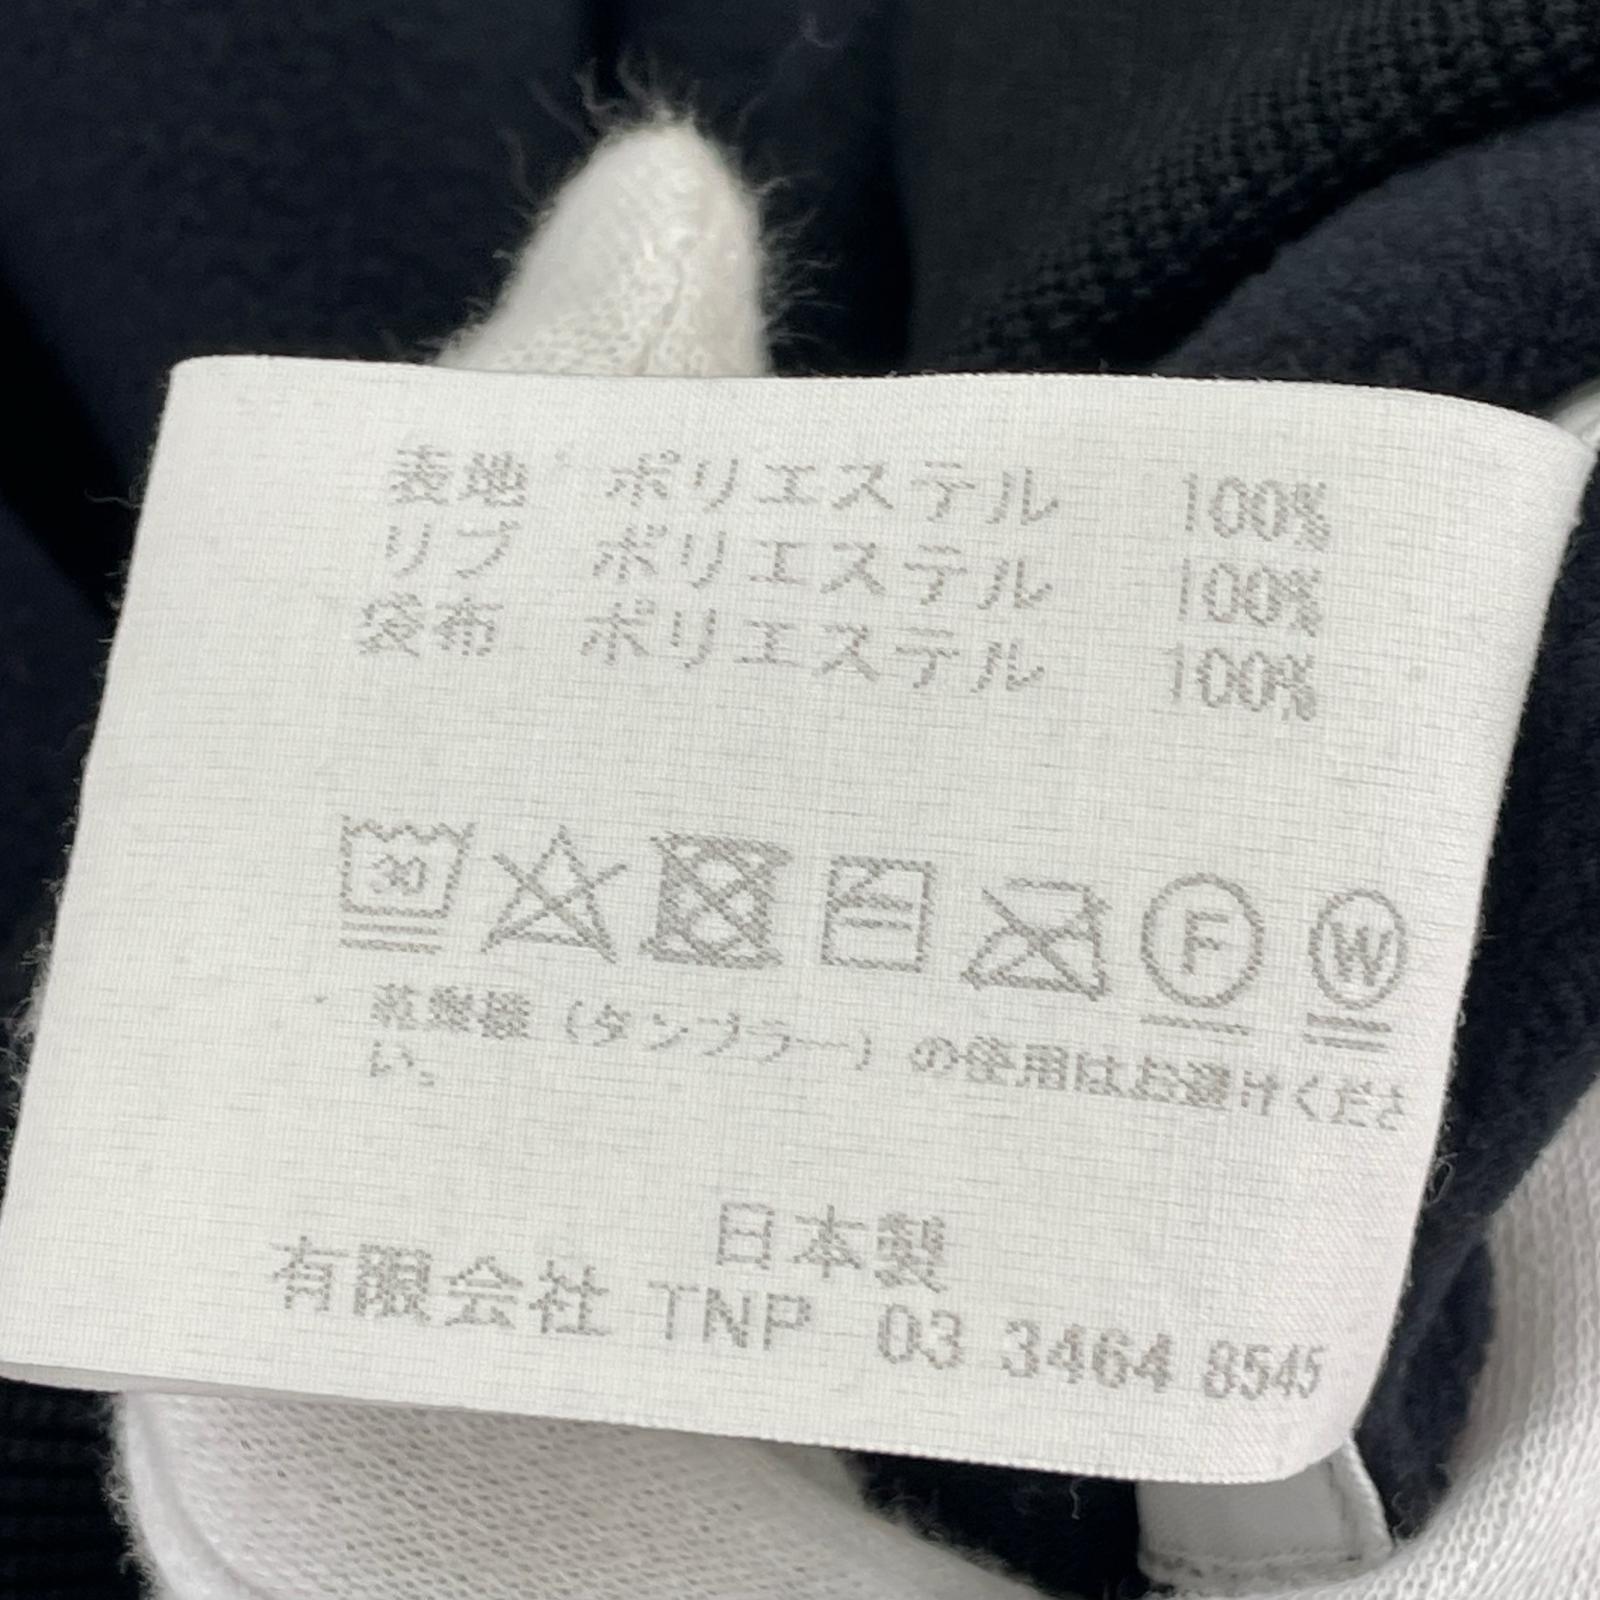 表地 ポリエステル 100%
リブ ポリエステル 100%
袋布 ポリエステル 100%
30 F W
乾燥機（タンブラー）の使用はお避けくださ
い。
日本製
有限会社 TNP 03 3464 8545